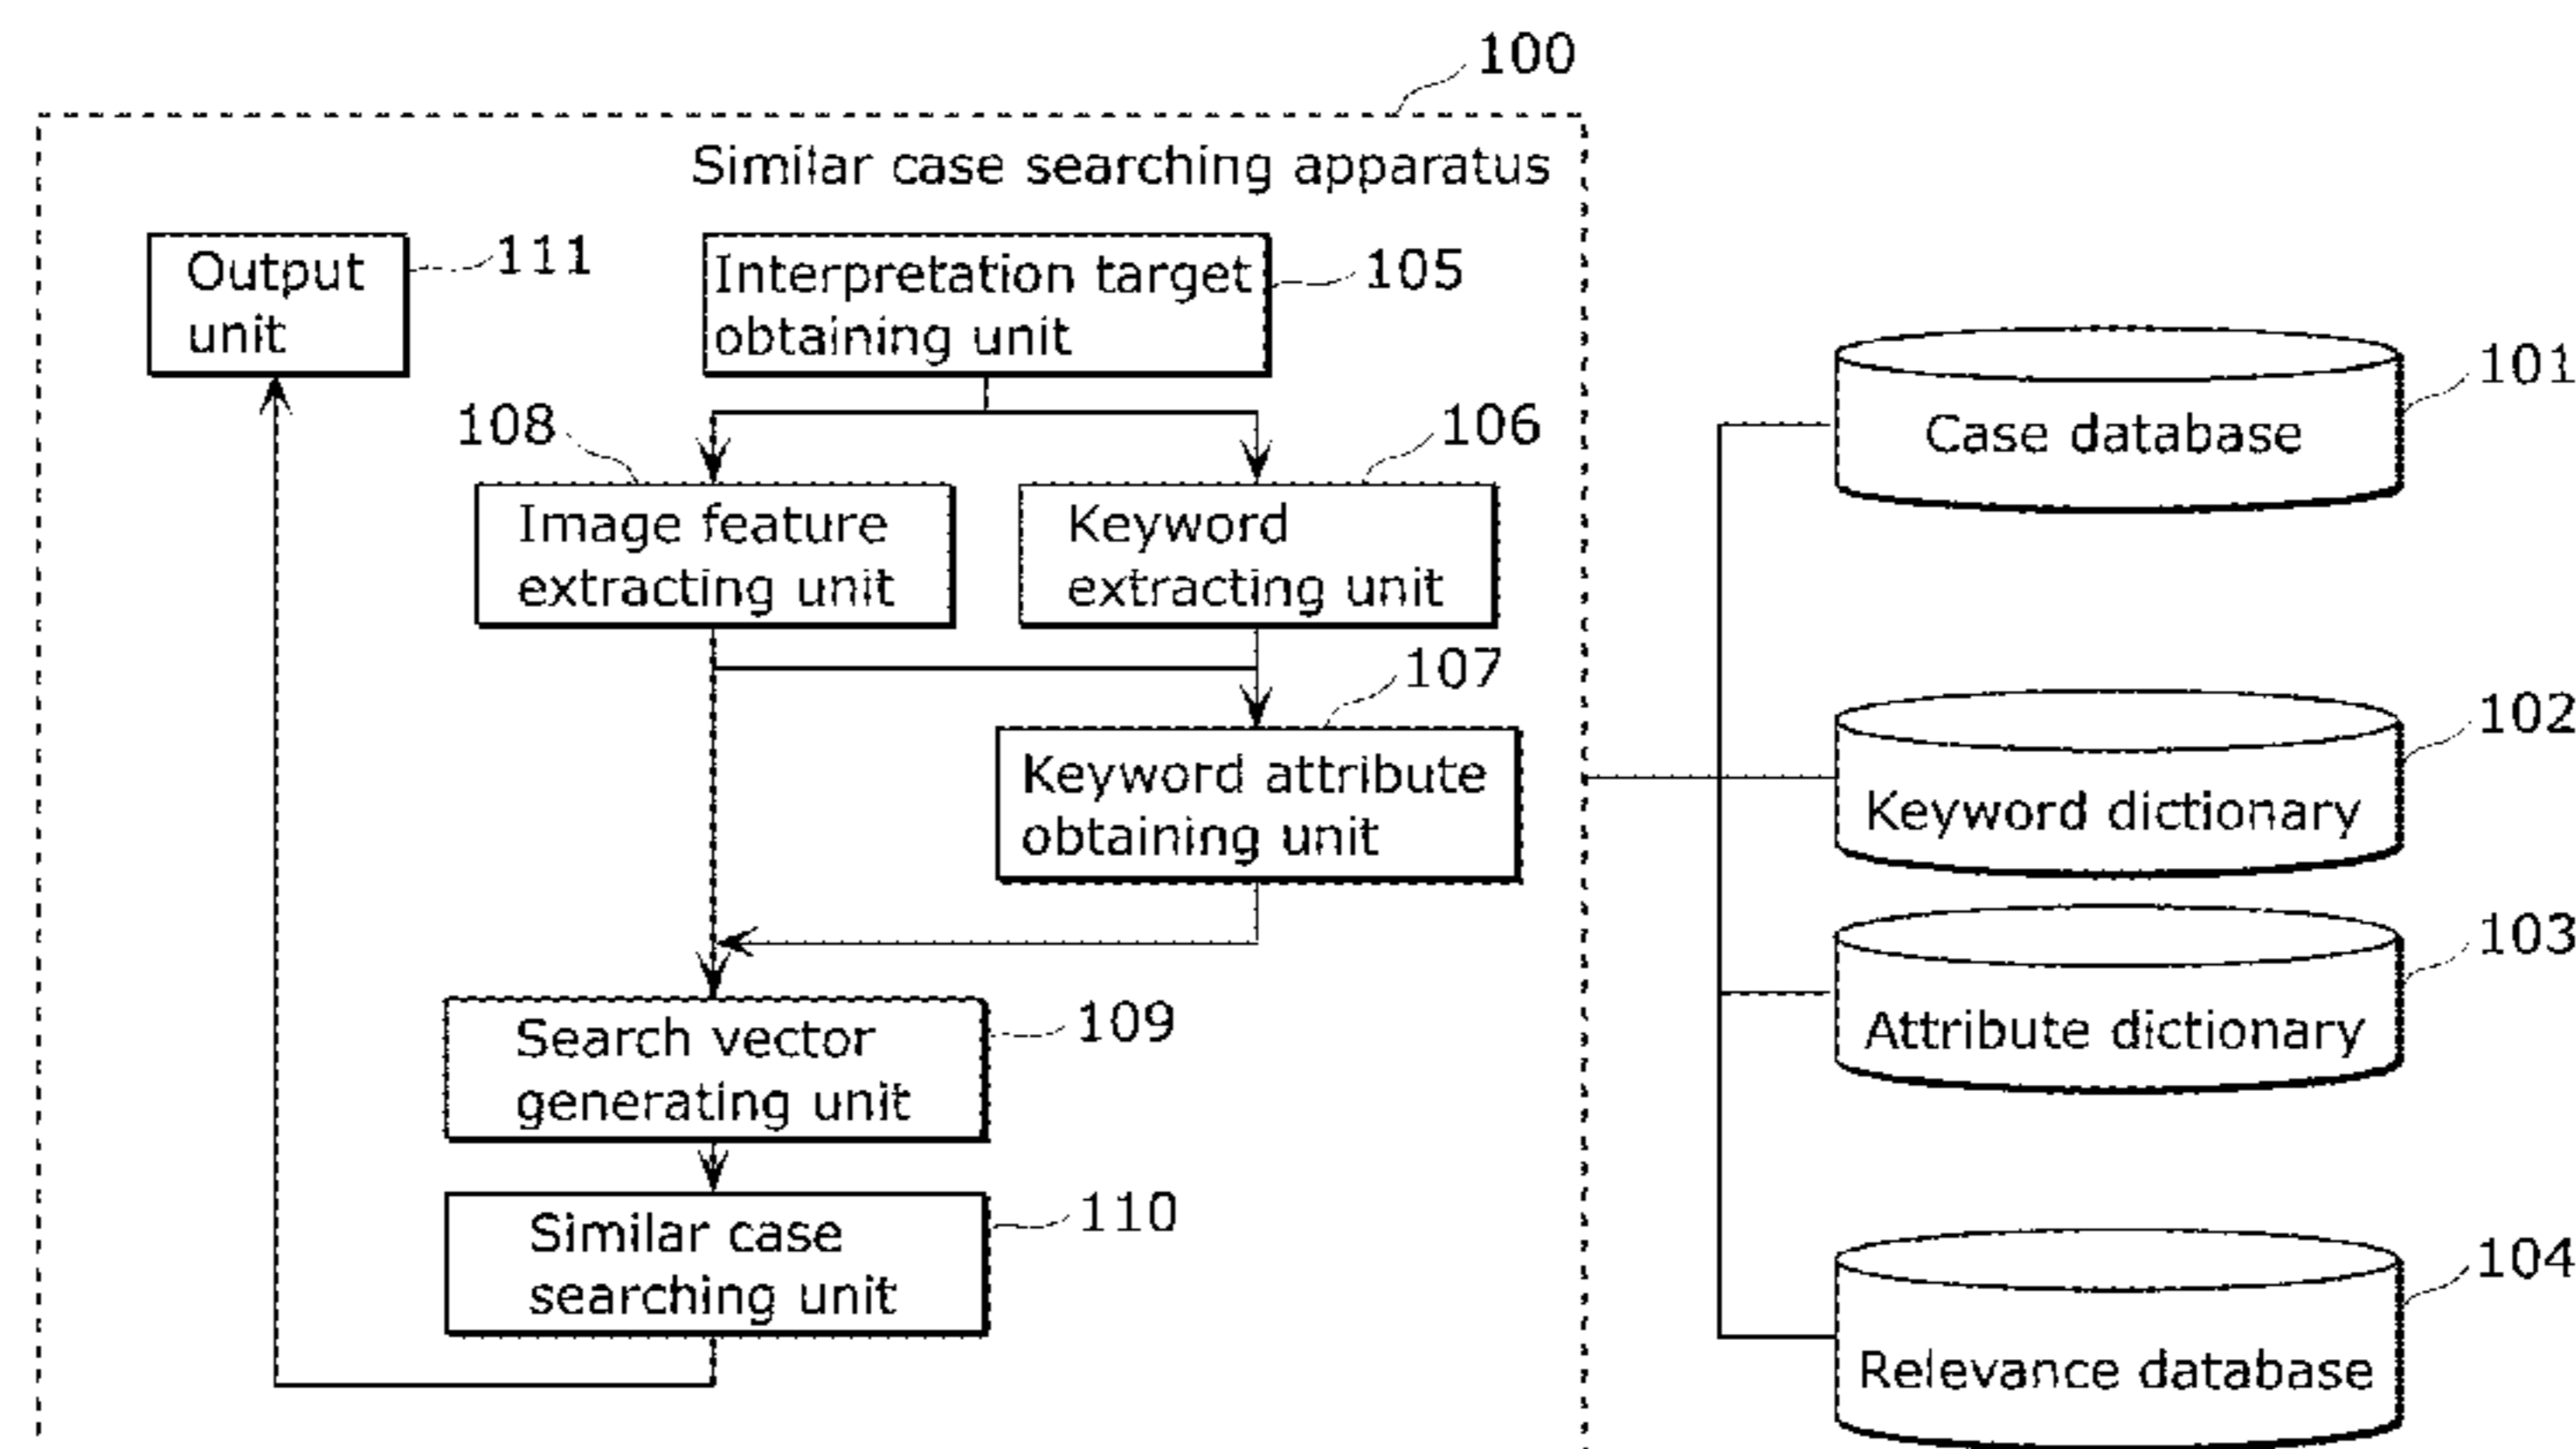 100
Similar case searching apparatus
Output
unit
111
Interpretation target
obtaining unit
105
101
Case database
108
106
Image feature
extracting unit
Keyword
extracting unit
107
102
Keyword attribute
obtaining unit
Keyword dictionary
103
Attribute dictionary
Search vector
generating unit
109
Similar case
searching unit
110
104
Relevance database